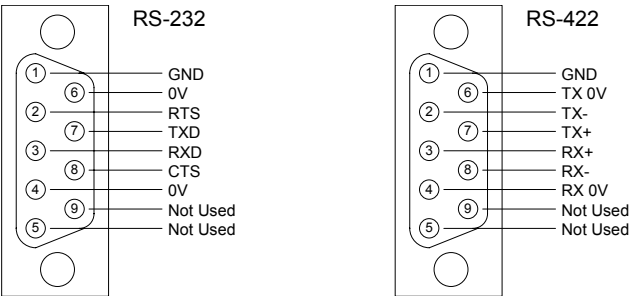 RS-232
1 GND
6 0V
2 RTS
7 TXD
3 RXD
8 CTS
4 0V
9 Not Used
5 Not Used
RS-422
1 GND
6 TX 0V
2 TX-
7 TX+
3 RX+
8 RX-
4 RX 0V
9 Not Used
5 Not Used